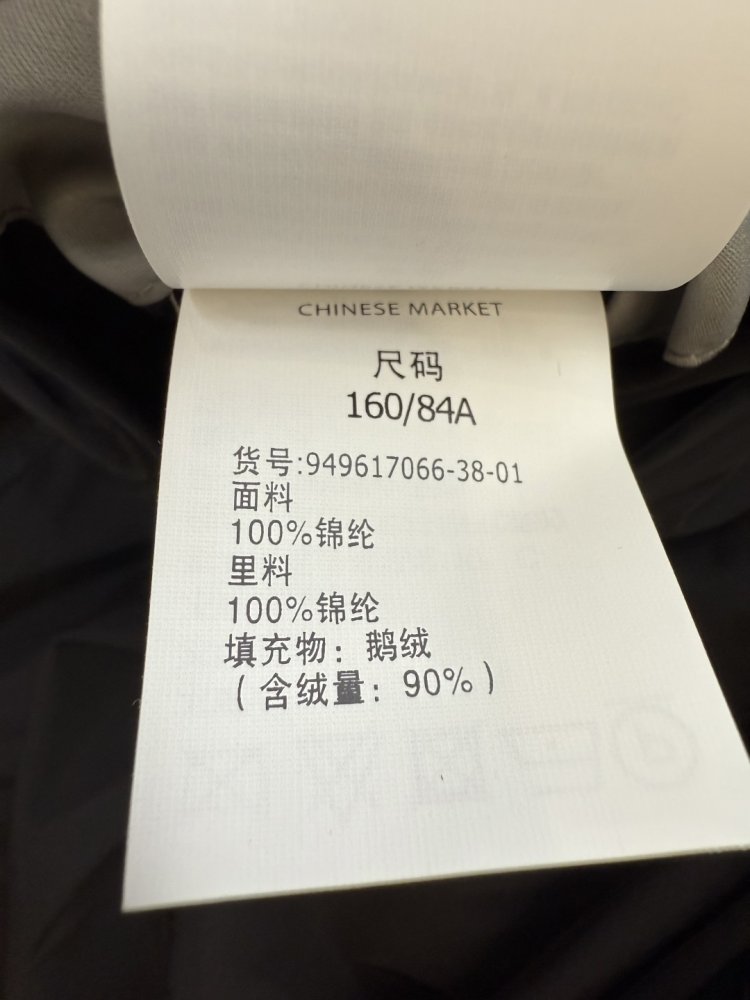 CHINESE MARKET
尺码
160/84A
货号:949617066-38-01
面料
100%锦纶
里料
100%锦纶
填充物：鹅绒
（含绒量：90%）